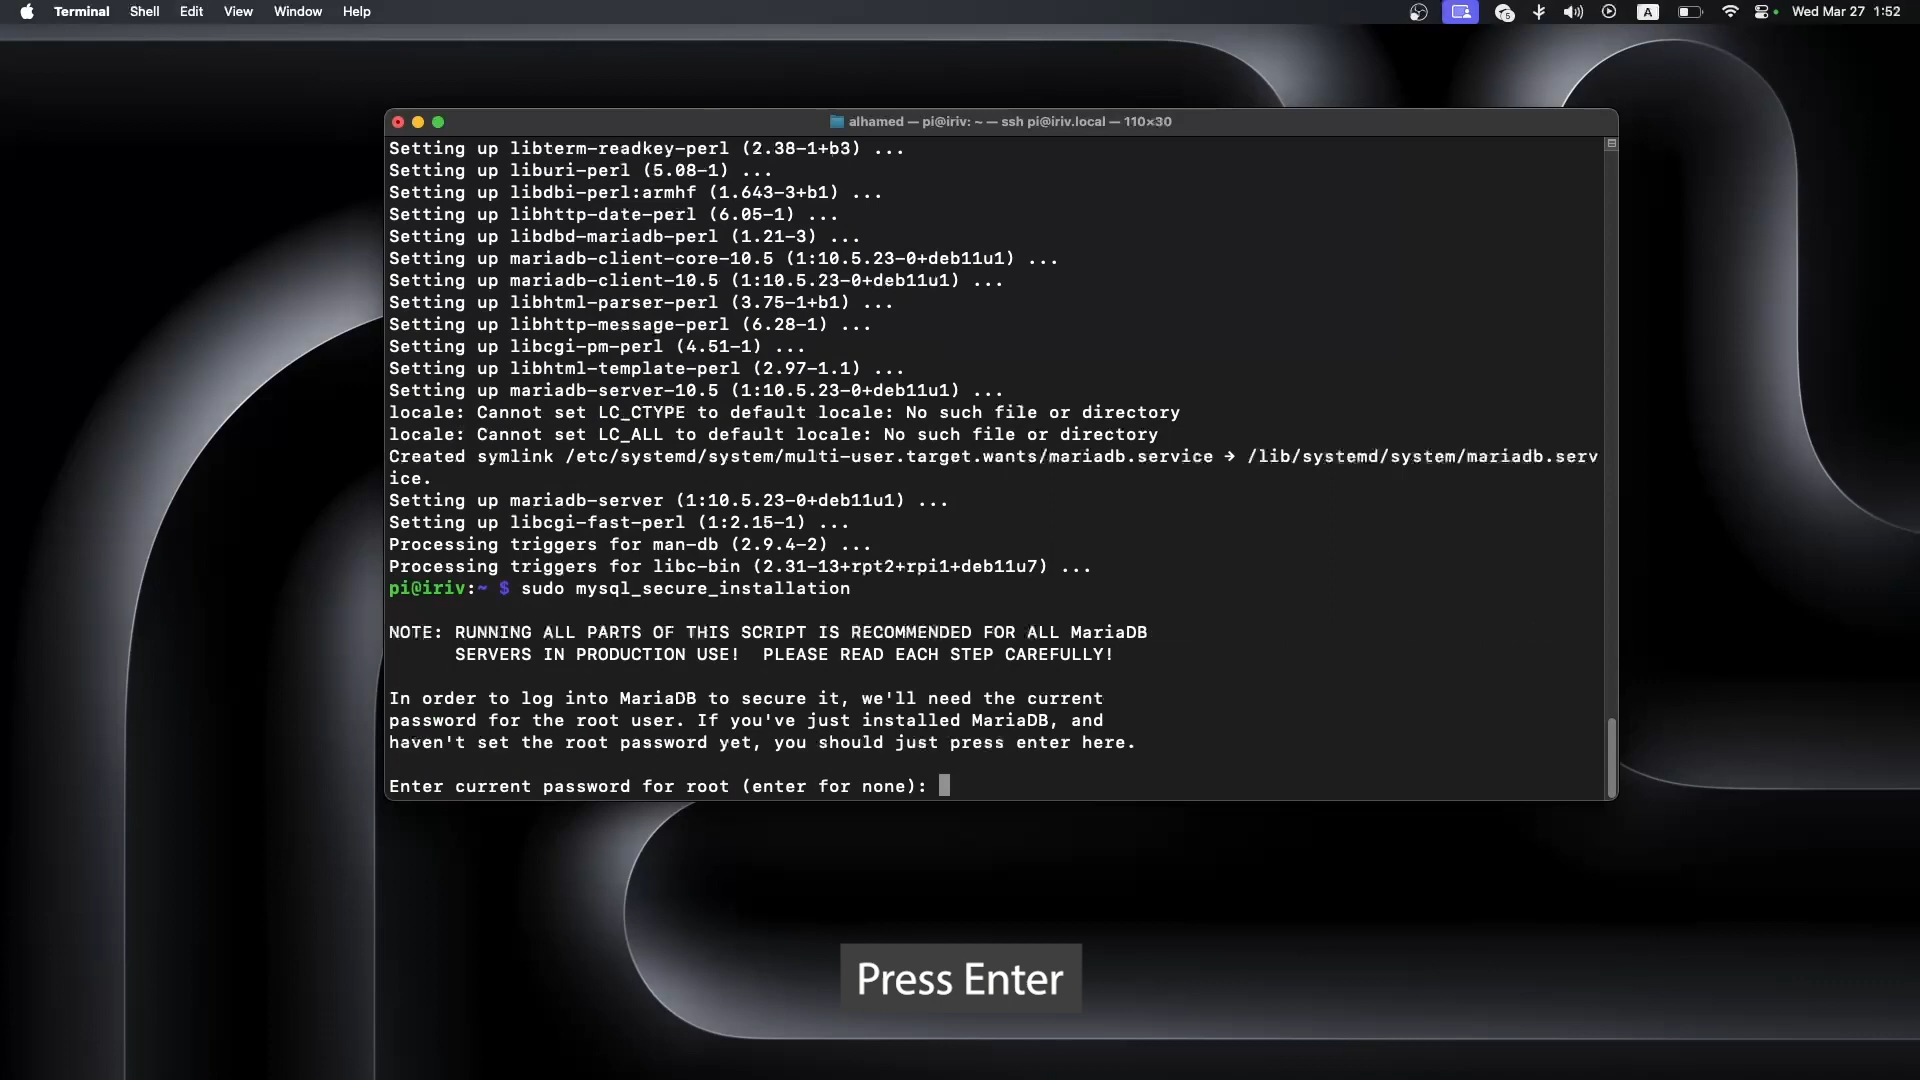 Terminal Shell Edit View Window Help
5 A Wed Mar 27 1:52
alhamed — pi@iriv: ~ — ssh pi@iriv.local — 110×30
Setting up libterm-readkey-perl (2.38-1+b3) ...
Setting up liburi-perl (5.08-1) ...
Setting up libdbi-perl:armhf (1.643-3+b1) ...
Setting up libhttp-date-perl (6.05-1) ...
Setting up libdbd-mariadb-perl (1.21-3) ...
Setting up mariadb-client-core-10.5 (1:10.5.23-0+deb11u1) ...
Setting up mariadb-client-10.5 (1:10.5.23-0+deb11u1) ...
Setting up libhtml-parser-perl (3.75-1+b1) ...
Setting up libhttp-message-perl (6.28-1) ...
Setting up libcgi-pm-perl (4.51-1) ...
Setting up libhtml-template-perl (2.97-1.1) ...
Setting up mariadb-server-10.5 (1:10.5.23-0+deb11u1) ...
locale: Cannot set LC_CTYPE to default locale: No such file or directory
locale: Cannot set LC_ALL to default locale: No such file or directory
Created symlink /etc/systemd/system/multi-user.target.wants/mariadb.service → /lib/systemd/system/mariadb.serv
ice.
Setting up mariadb-server (1:10.5.23-0+deb11u1) ...
Setting up libcgi-fast-perl (1:2.15-1) ...
Processing triggers for man-db (2.9.4-2) ...
Processing triggers for libc-bin (2.31-13+rpt2+rpi1+deb11u7) ...
pi@iriv:~ $ sudo mysql_secure_installation
NOTE: RUNNING ALL PARTS OF THIS SCRIPT IS RECOMMENDED FOR ALL MariaDB
SERVERS IN PRODUCTION USE!  PLEASE READ EACH STEP CAREFULLY!
In order to log into MariaDB to secure it, we'll need the current
password for the root user. If you've just installed MariaDB, and
haven't set the root password yet, you should just press enter here.
Enter current password for root (enter for none):
Press Enter